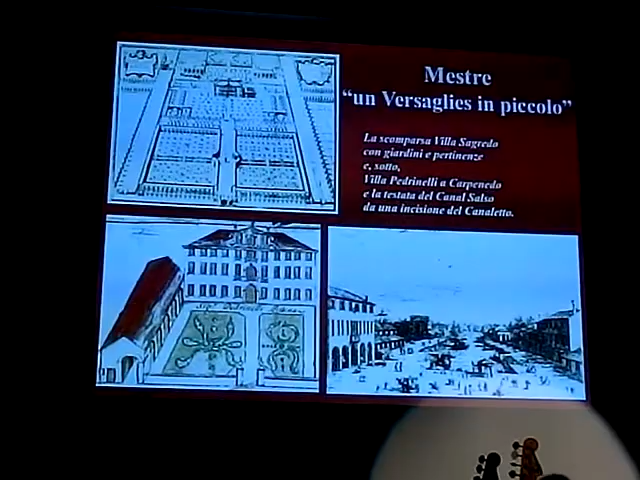 Mestre
“un Versaglies in piccolo”
La scomparsa Villa Sagredo
con giardini e pertinenze
e, sotto,
Villa Pedrinelli a Carpenedo
e la testata del Canal Salso
da una incisione del Canaletto.